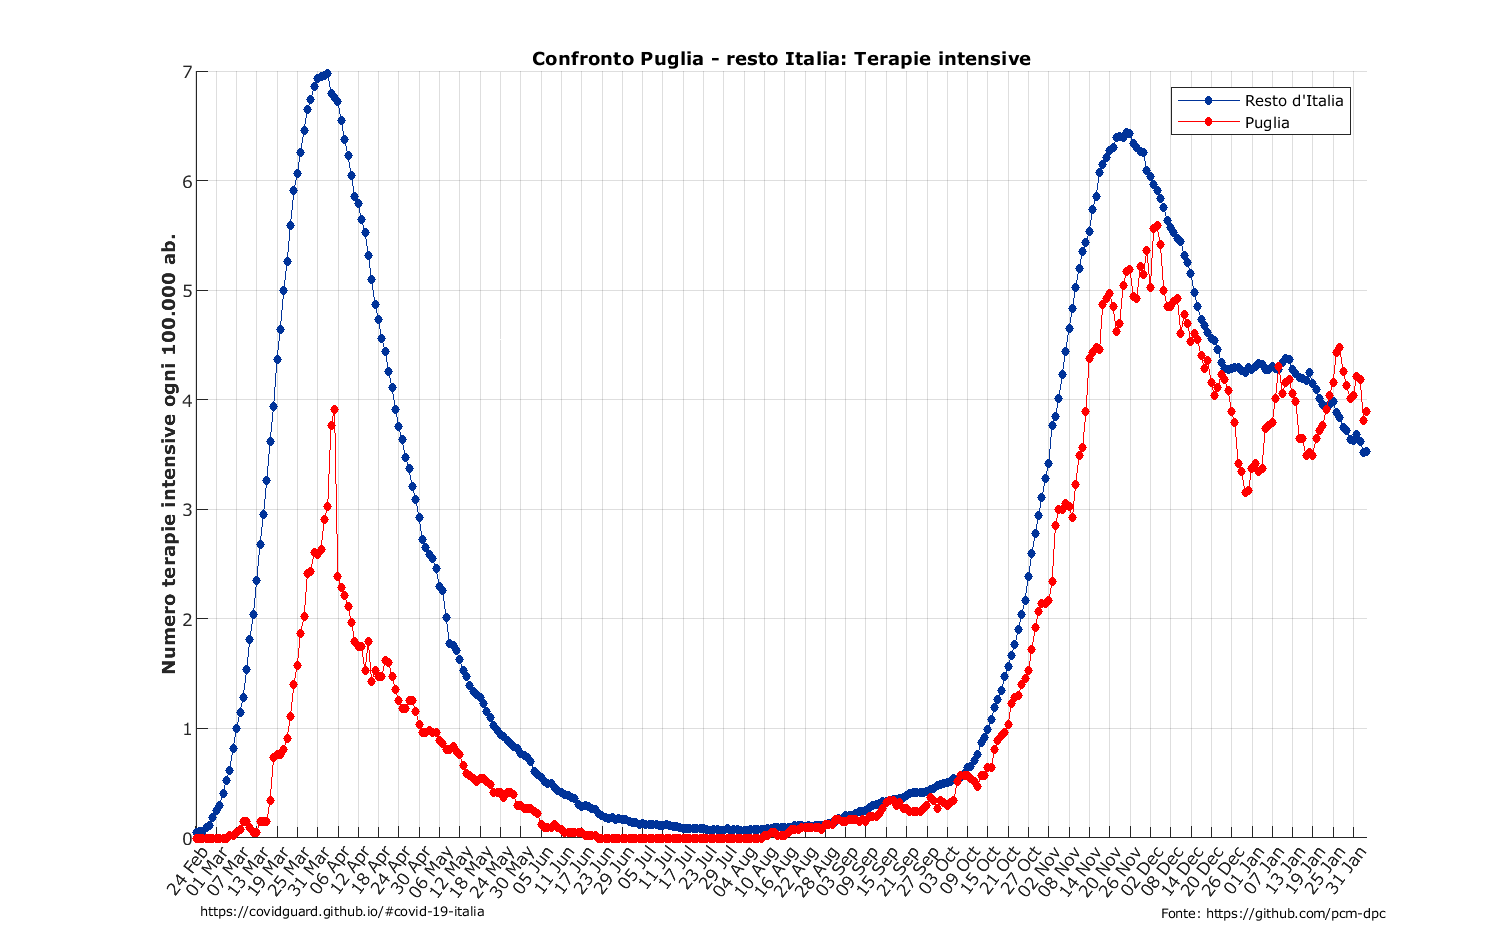 Confronto Puglia - resto Italia: Terapie intensive
Resto d'Italia
Puglia
Numero terapie intensive ogni 100.000 ab.
7
6
5
4
3
2
1
0
24 Feb
01 Mar
07 Mar
13 Mar
19 Mar
25 Mar
31 Mar
06 Apr
12 Apr
18 Apr
24 Apr
30 Apr
06 May
12 May
18 May
24 May
30 May
05 Jun
11 Jun
17 Jun
23 Jun
29 Jun
05 Jul
11 Jul
17 Jul
23 Jul
29 Jul
04 Aug
10 Aug
16 Aug
22 Aug
28 Aug
03 Sep
09 Sep
15 Sep
21 Sep
27 Sep
03 Oct
09 Oct
15 Oct
21 Oct
27 Oct
02 Nov
08 Nov
14 Nov
20 Nov
26 Nov
02 Dec
08 Dec
14 Dec
20 Dec
26 Dec
01 Jan
07 Jan
13 Jan
19 Jan
25 Jan
31 Jan
https://covidguard.github.io/#covid-19-italia
Fonte: https://github.com/pcm-dpc